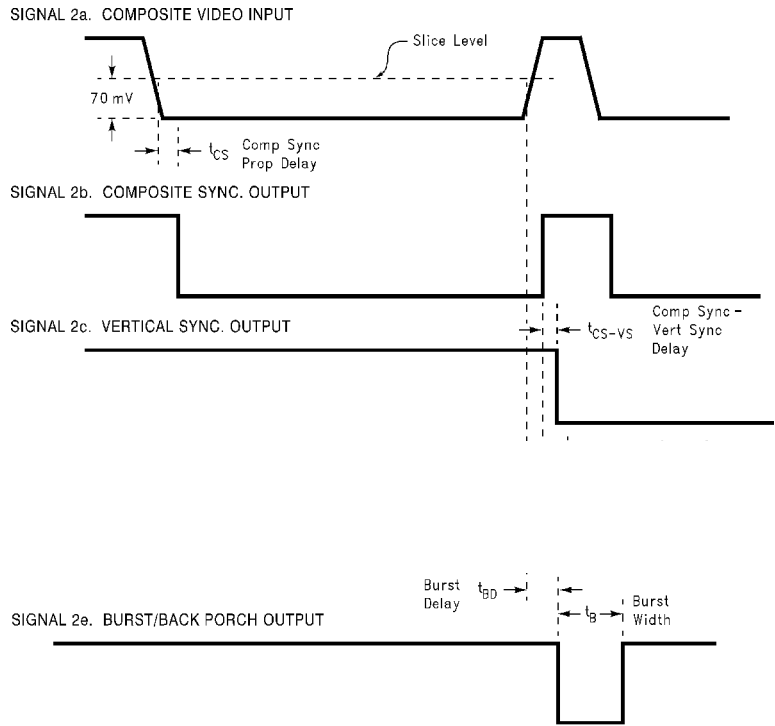 SIGNAL 2a. COMPOSITE VIDEO INPUT
Slice Level
70 mV
tCS Comp Sync
Prop Delay
SIGNAL 2b. COMPOSITE SYNC. OUTPUT
SIGNAL 2c. VERTICAL SYNC. OUTPUT
tCS-VS
Comp Sync -
Vert Sync
Delay
Burst
Delay
tBD
SIGNAL 2e. BURST/BACK PORCH OUTPUT
tB
Burst
Width